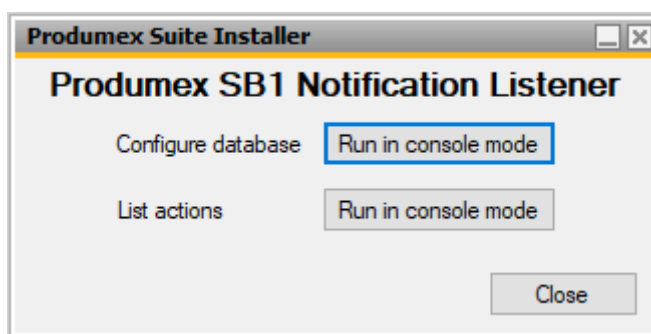 Produmex Suite Installer
Produmex SB1 Notification Listener
Configure database Run in console mode
List actions Run in console mode
Close